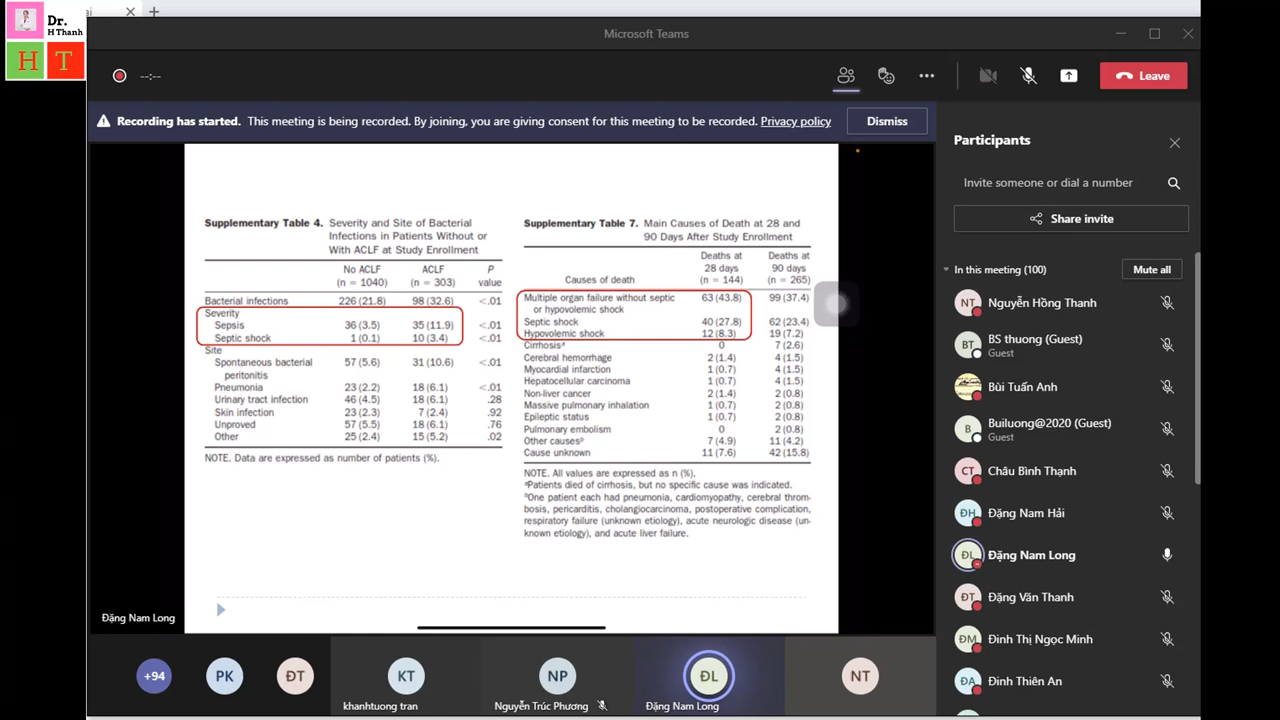 Dr.
H Thanh
H T
ai
Microsoft Teams
--:--
Leave
Recording has started. This meeting is being recorded. By joining, you are giving consent for this meeting to be recorded. Privacy policy
Dismiss
Supplementary Table 4. Severity and Site of Bacterial
Infections in Patients Without or
With ACLF at Study Enrollment
No ACLF ACLF P
(n = 1040) (n = 303) value
Bacterial infections 226 (21.8) 98 (32.6) <.01
Severity
Sepsis 36 (3.5) 35 (11.9) <.01
Septic shock 1 (0.1) 10 (3.4) <.01
Site
Spontaneous bacterial 57 (5.6) 31 (10.6) <.01
peritonitis
Pneumonia 23 (2.2) 18 (6.1) <.01
Urinary tract infection 46 (4.5) 18 (6.1) .28
Skin infection 23 (2.3) 7 (2.4) .92
Unproved 57 (5.5) 18 (6.1) .76
Other 25 (2.4) 15 (5.2) .02
NOTE. Data are expressed as number of patients (%).
Supplementary Table 7. Main Causes of Death at 28 and
90 Days After Study Enrollment
Deaths at Deaths at
28 days 90 days
Causes of death (n = 144) (n = 265)
Multiple organ failure without septic 63 (43.8) 99 (37.4)
or hypovolemic shock
Septic shock 40 (27.8) 62 (23.4)
Hypovolemic shock 12 (8.3) 19 (7.2)
Cirrhosisᵃ 0 7 (2.6)
Cerebral hemorrhage 2 (1.4) 4 (1.5)
Myocardial infarction 1 (0.7) 4 (1.5)
Hepatocellular carcinoma 1 (0.7) 4 (1.5)
Non-liver cancer 2 (1.4) 2 (0.8)
Massive pulmonary inhalation 1 (0.7) 2 (0.8)
Epileptic status 1 (0.7) 2 (0.8)
Pulmonary embolism 0 2 (0.8)
Other causesᵇ 7 (4.9) 11 (4.2)
Cause unknown 11 (7.6) 42 (15.8)
NOTE. All values are expressed as n (%).
ᵃPatients died of cirrhosis, but no specific cause was indicated.
ᵇOne patient each had pneumonia, cardiomyopathy, cerebral throm-
bosis, pericarditis, cholangiocarcinoma, postoperative complication,
respiratory failure (unknown etiology), acute neurologic disease (un-
known etiology), and acute liver failure.
Đặng Nam Long
+94
PK
ĐT
KT
khanhtuong tran
NP
Nguyễn Trúc Phương
ĐL
Đặng Nam Long
NT
Participants
Invite someone or dial a number
Share invite
In this meeting (100)
Mute all
NT Nguyễn Hồng Thanh
BT BS thuong (Guest)
Guest
Bùi Tuấn Anh
B Builuong@2020 (Guest)
Guest
CT Châu Bình Thạnh
ĐH Đặng Nam Hải
ĐL Đặng Nam Long
ĐT Đặng Văn Thanh
ĐM Đinh Thị Ngọc Minh
ĐA Đinh Thiên An